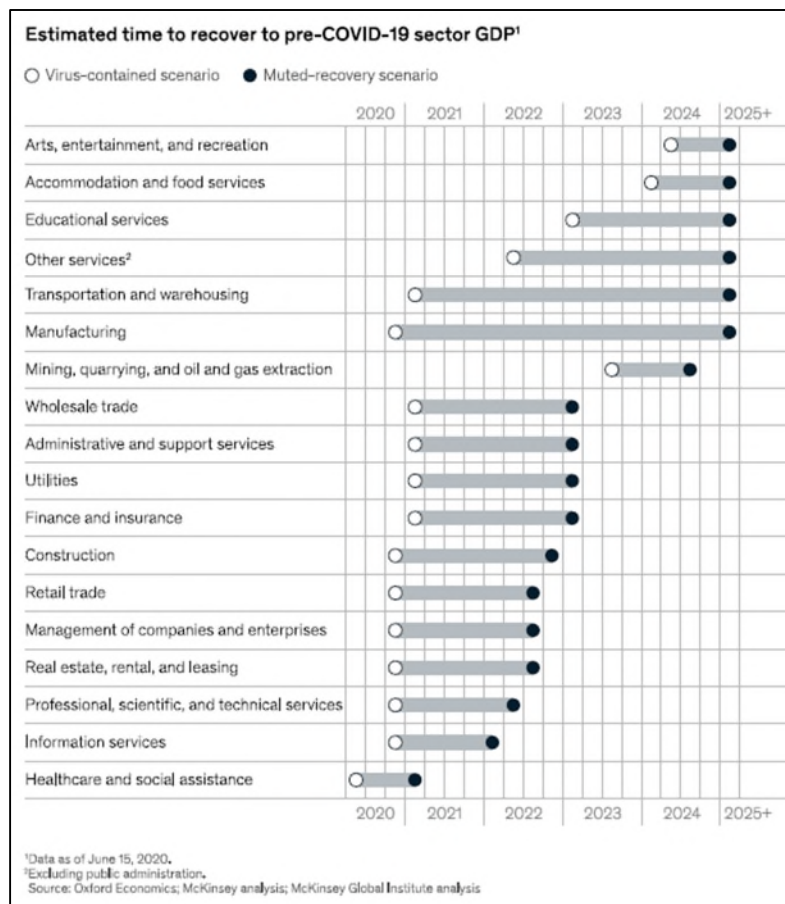 Estimated time to recover to pre-COVID-19 sector GDP¹
Virus-contained scenario Muted-recovery scenario
2020 2021 2022 2023 2024 2025+
Arts, entertainment, and recreation
Accommodation and food services
Educational services
Other services²
Transportation and warehousing
Manufacturing
Mining, quarrying, and oil and gas extraction
Wholesale trade
Administrative and support services
Utilities
Finance and insurance
Construction
Retail trade
Management of companies and enterprises
Real estate, rental, and leasing
Professional, scientific, and technical services
Information services
Healthcare and social assistance
2020 2021 2022 2023 2024 2025+
¹Data as of June 15, 2020.
²Excluding public administration.
Source: Oxford Economics; McKinsey analysis; McKinsey Global Institute analysis